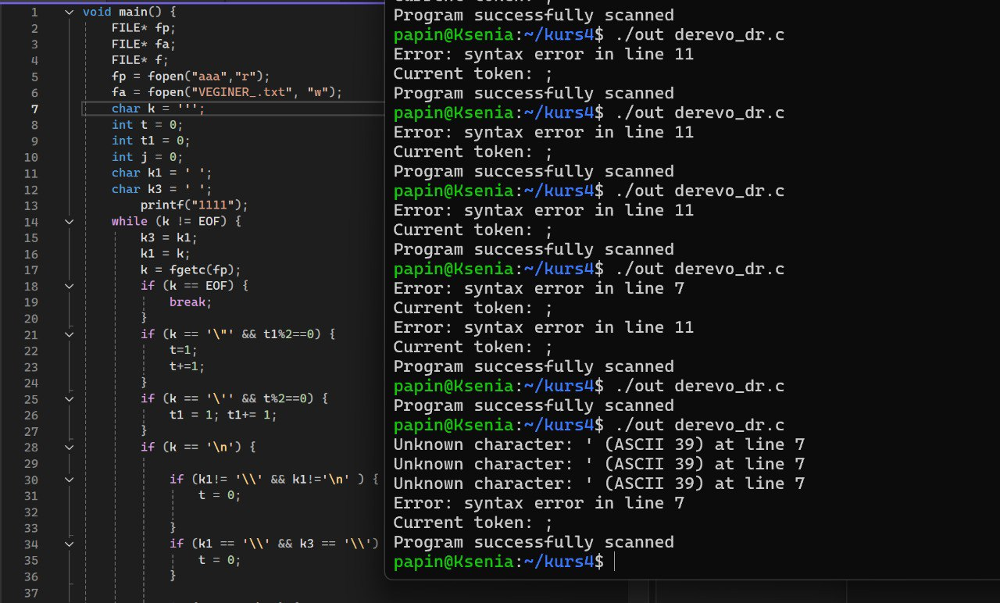 1 void main() {
2 FILE* fp;
3 FILE* fa;
4 FILE* f;
5 fp = fopen("aaa","r");
6 fa = fopen("VEGINER_.txt", "w");
7 char k = ''';
8 int t = 0;
9 int t1 = 0;
10 int j = 0;
11 char k1 = ' ';
12 char k3 = ' ';
13 printf("1111");
14 while (k != EOF) {
15 k3 = k1;
16 k1 = k;
17 k = fgetc(fp);
18 if (k == EOF) {
19 break;
20 }
21 if (k == '\"' && t1%2==0) {
22 t=1;
23 t+=1;
24 }
25 if (k == '\'' && t%2==0) {
26 t1 = 1; t1+= 1;
27 }
28 if (k == '\n') {
29
30 if (k1!= '\\' && k1!='\n' ) {
31 t = 0;
32
33 }
34 if (k1 == '\\' && k3 == '\\')
35 t = 0;
36 }
37
Current token: ;
Program successfully scanned
papin@Ksenia:~/kurs4$ ./out derevo_dr.c
Error: syntax error in line 11
Current token: ;
Program successfully scanned
papin@Ksenia:~/kurs4$ ./out derevo_dr.c
Error: syntax error in line 11
Current token: ;
Program successfully scanned
papin@Ksenia:~/kurs4$ ./out derevo_dr.c
Error: syntax error in line 11
Current token: ;
Program successfully scanned
papin@Ksenia:~/kurs4$ ./out derevo_dr.c
Error: syntax error in line 7
Current token: ;
Error: syntax error in line 11
Current token: ;
Program successfully scanned
papin@Ksenia:~/kurs4$ ./out derevo_dr.c
Program successfully scanned
papin@Ksenia:~/kurs4$ ./out derevo_dr.c
Unknown character: ' (ASCII 39) at line 7
Unknown character: ' (ASCII 39) at line 7
Unknown character: ' (ASCII 39) at line 7
Error: syntax error in line 7
Current token: ;
Program successfully scanned
papin@Ksenia:~/kurs4$